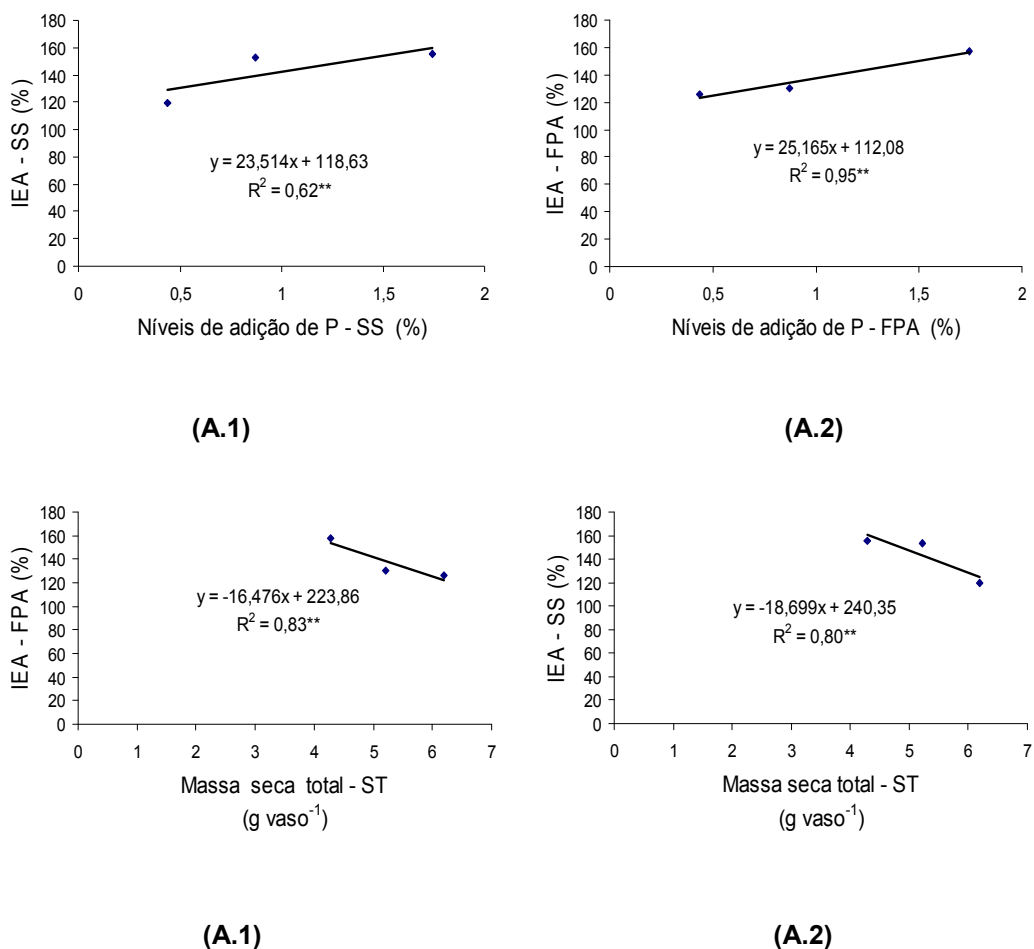 IEA - SS (%)
180
160
140
120
100
80
60
40
20
0
y = 23,514x + 118,63
R² = 0,62**
0 0,5 1 1,5 2
Níveis de adição de P - SS (%)
(A.1)
IEA - FPA (%)
180
160
140
120
100
80
60
40
20
0
y = 25,165x + 112,08
R² = 0,95**
0 0,5 1 1,5 2
Níveis de adição de P - FPA (%)
(A.2)
IEA - FPA (%)
180
160
140
120
100
80
60
40
20
0
y = -16,476x + 223,86
R² = 0,83**
0 1 2 3 4 5 6 7
Massa seca total - ST
(g vaso⁻¹)
(A.1)
IEA - SS (%)
180
160
140
120
100
80
60
40
20
0
y = -18,699x + 240,35
R² = 0,80**
0 1 2 3 4 5 6 7
Massa seca total - ST
(g vaso⁻¹)
(A.2)